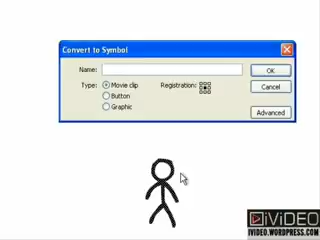 Convert to Symbol
Name:
OK
Type: Movie clip Registration:
Cancel
Button
Graphic
Advanced
iViDEO
IVIDEO.WORDPRESS.COM